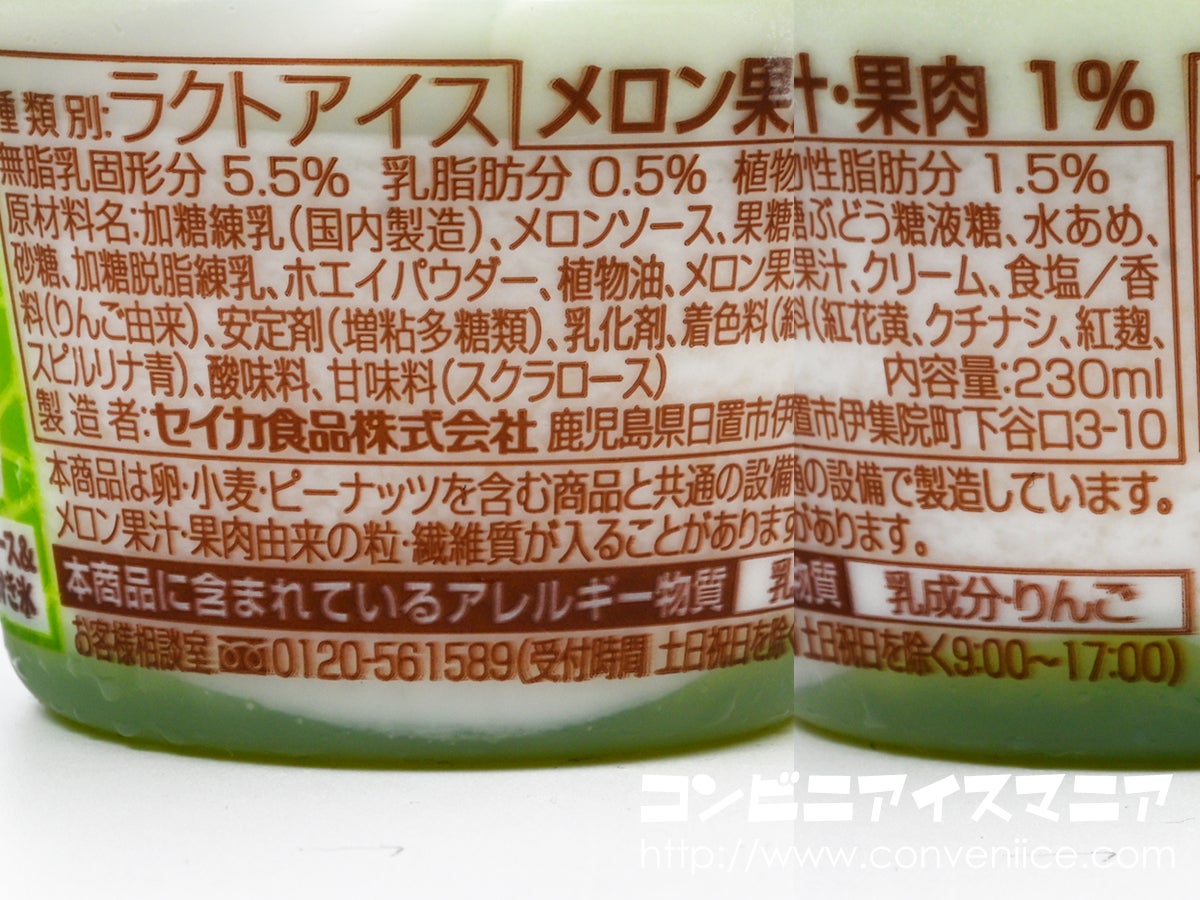 種類別:ラクトアイス メロン果汁・果肉 1%
無脂乳固形分 5.5% 乳脂肪分 0.5% 植物性脂肪分 1.5%
原材料名:加糖練乳(国内製造)、メロンソース、果糖ぶどう糖液糖、水あめ、
砂糖、加糖脱脂練乳、ホエイパウダー、植物油、メロン果汁、クリーム、食塩/香
料(りんご由来)、安定剤(増粘多糖類)、乳化剤、着色料(紅花黄、クチナシ、紅麹、
スピルリナ青)、酸味料、甘味料(スクラロース) 内容量:230ml
製造者:セイカ食品株式会社 鹿児島県日置市伊集院町下谷口3-10
本商品は卵・小麦・ピーナッツを含む商品と共通の設備で製造しています。
メロン果汁・果肉由来の粒・繊維質が入ることがあります。
本商品に含まれているアレルギー物質 乳成分・りんご
お客様相談室 0120-561589(受付時間 土日祝日を除く9:00～17:00)
ース&
き氷
コンビニアイスマニア
http://www.conveniice.com